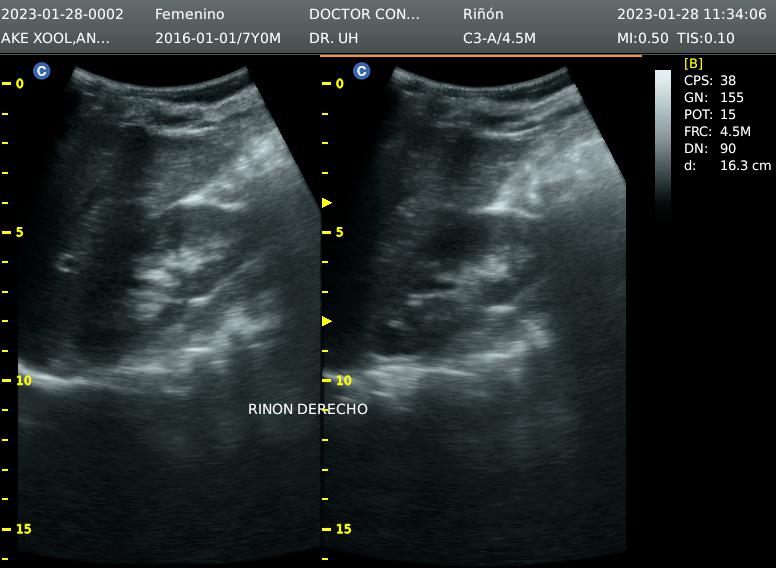 2023-01-28-0002 Femenino DOCTOR CON... Riñón 2023-01-28 11:34:06
AKE XOOL,AN... 2016-01-01/7Y0M DR. UH C3-A/4.5M MI:0.50 TIS:0.10
C C [B]
0 0 CPS: 38
GN: 155
POT: 15
FRC: 4.5M
DN: 90
d: 16.3 cm
5 5
10 10
RINON DERECHO
15 15